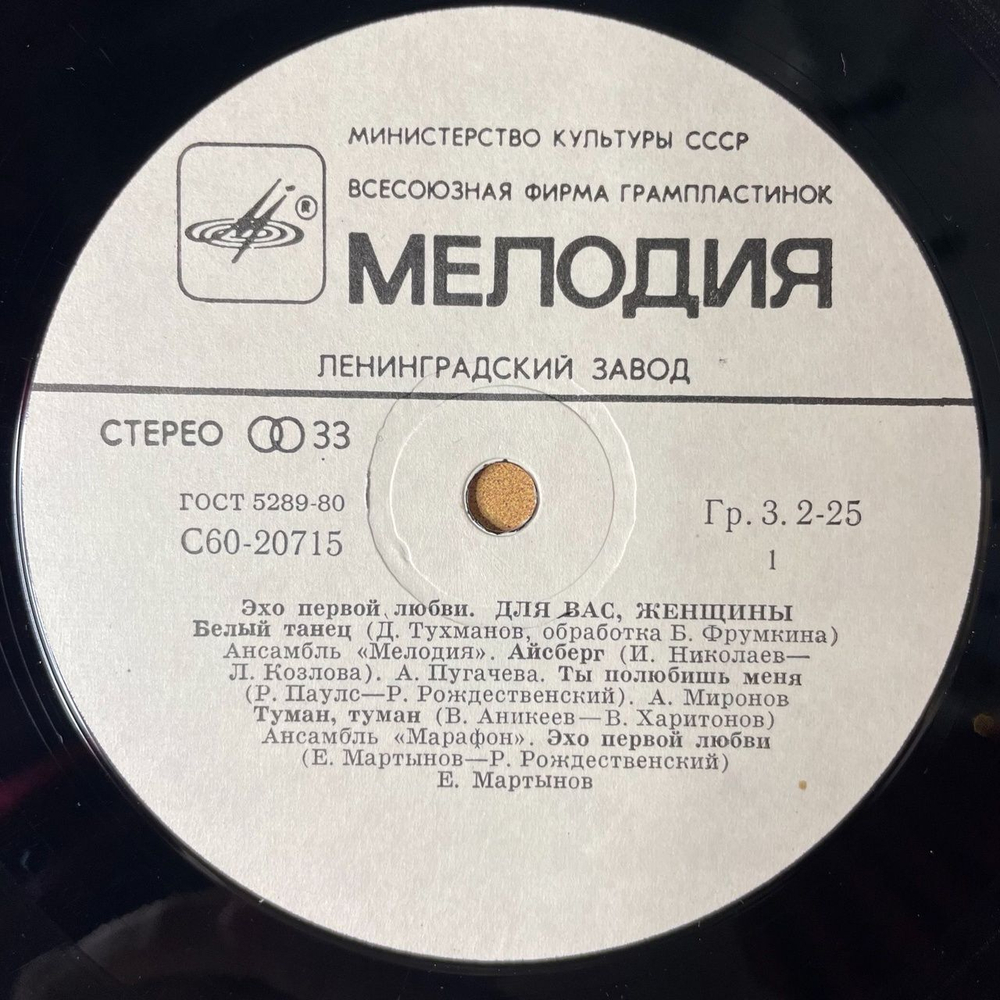 МИНИСТЕРСТВО КУЛЬТУРЫ СССР
ВСЕСОЮЗНАЯ ФИРМА ГРАМПЛАСТИНОК
®
МЕЛОДИЯ
ЛЕНИНГРАДСКИЙ ЗАВОД
СТЕРЕО 33
ГОСТ 5289-80
С60-20715
Гр. 3. 2-25
1
Эхо первой любви. ДЛЯ ВАС, ЖЕНЩИНЫ
Белый танец (Д. Тухманов, обработка Б. Фрумкина)
Ансамбль «Мелодия». Айсберг (И. Николаев—
Л. Козлова). А. Пугачева. Ты полюбишь меня
(Р. Паулс—Р. Рождественский). А. Миронов
Туман, туман (В. Аникеев—В. Харитонов)
Ансамбль «Марафон». Эхо первой любви
(Е. Мартынов—Р. Рождественский)
Е. Мартынов